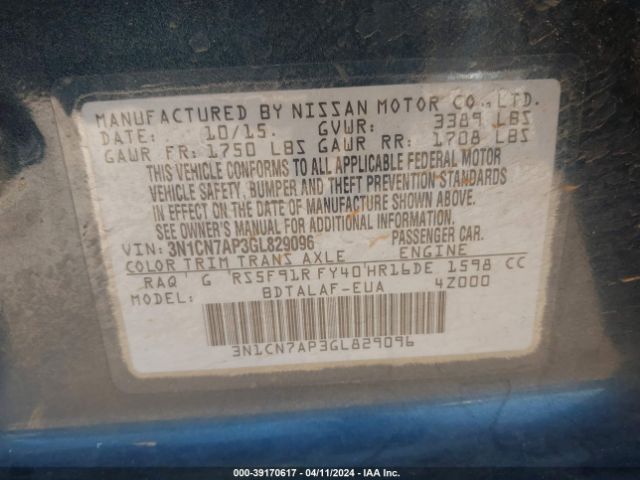 MANUFACTURED BY NISSAN MOTOR CO., LTD.
DATE: 10/15. GVWR: 3389 LBS
GAWR FR: 1750 LBS GAWR RR: 1708 LBS
THIS VEHICLE CONFORMS TO ALL APPLICABLE FEDERAL MOTOR
VEHICLE SAFETY, BUMPER AND THEFT PREVENTION STANDARDS
IN EFFECT ON THE DATE OF MANUFACTURE SHOWN ABOVE.
SEE OWNER'S MANUAL FOR ADDITIONAL INFORMATION.
VIN: 3N1CN7AP3GL829096 PASSENGER CAR.
COLOR TRIM TRANS AXLE ENGINE
RAQ G RS5F91R FY40 HR16DE 1598 CC
MODEL: BDTALAF-EUA 4Z000
3N1CN7AP3GL829096
000-39170617 - 04/11/2024 - IAA Inc.